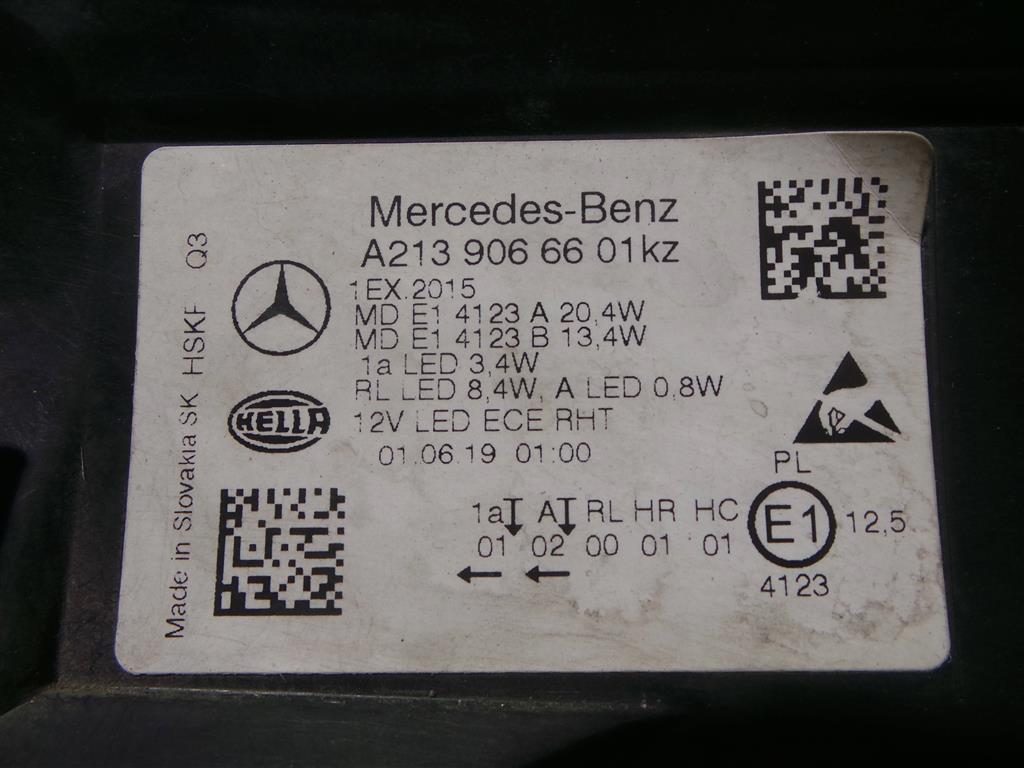 Mercedes-Benz
A213 906 66 01kz
1EX.2015
MD E1 4123 A 20,4W
MD E1 4123 B 13,4W
1a LED 3,4W
RL LED 8,4W, A LED 0,8W
12V LED ECE RHT
01.06.19 01:00
HELLA
Made in Slovakia SK HSKF Q3
PL
1a A RL HR HC
01 02 00 01 01
E1
12,5
4123